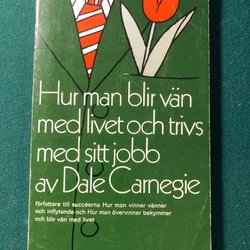 Hur man blir vän
med livet och trivs
med sitt jobb
av Dale Carnegie
författare till succéerna Hur man vinner vänner
och inflytande och Hur man övervinner bekymmer
och blir vän med livet